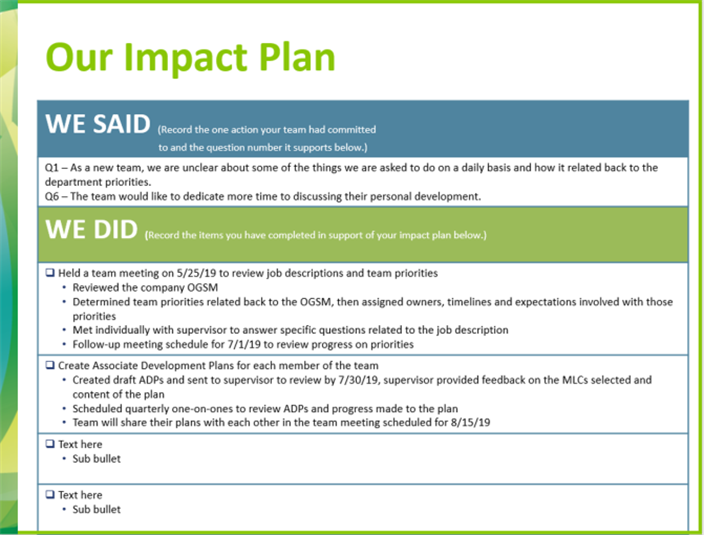 Our Impact Plan
WE SAID (Record the one action your team had committed
to and the question number it supports below.)
Q1 – As a new team, we are unclear about some of the things we are asked to do on a daily basis and how it related back to the
department priorities.
Q6 – The team would like to dedicate more time to discussing their personal development.
WE DID (Record the items you have completed in support of your impact plan below.)
❑ Held a team meeting on 5/25/19 to review job descriptions and team priorities
• Reviewed the company OGSM
• Determined team priorities related back to the OGSM, then assigned owners, timelines and expectations involved with those
priorities
• Met individually with supervisor to answer specific questions related to the job description
• Follow-up meeting schedule for 7/1/19 to review progress on priorities
❑ Create Associate Development Plans for each member of the team
• Created draft ADPs and sent to supervisor to review by 7/30/19, supervisor provided feedback on the MLCs selected and
content of the plan
• Scheduled quarterly one-on-ones to review ADPs and progress made to the plan
• Team will share their plans with each other in the team meeting scheduled for 8/15/19
❑ Text here
• Sub bullet
❑ Text here
• Sub bullet